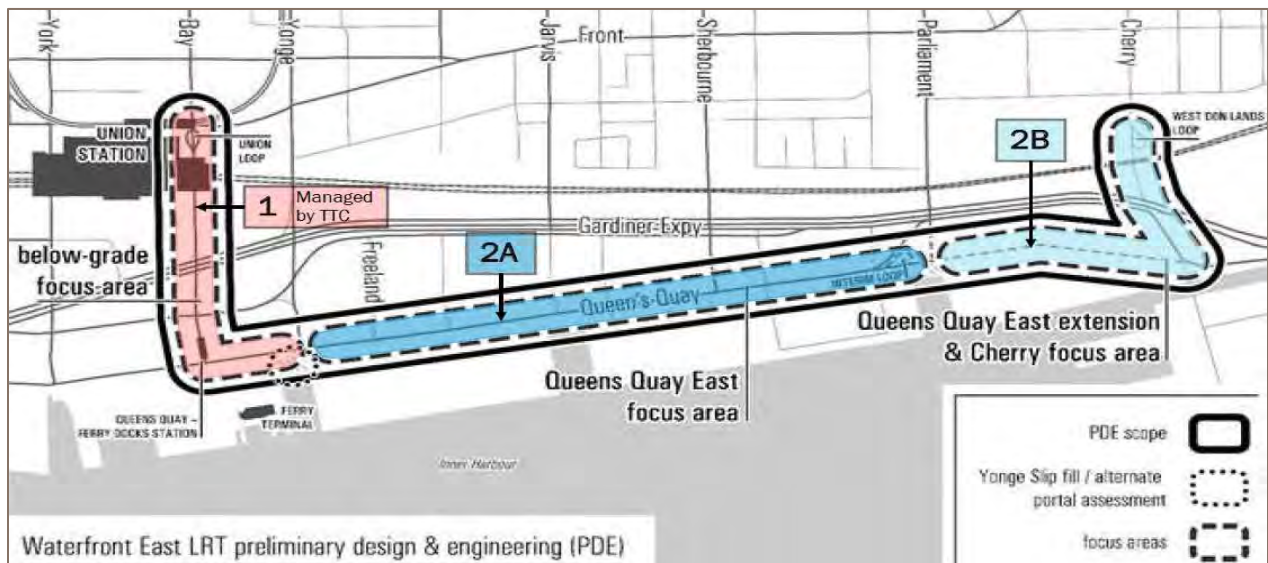 York
Bay
Yonge
Front
Jarvis
Sherbourne
Parliament
Cherry
UNION
STATION
UNION
LOOP
WEST DON LANDS
LOOP
2B
1 Managed
by TTC
Gardiner Expy
below-grade
focus area
Freeland
2A
Queen's Quay
INTERIM LOOP
Queens Quay East extension
& Cherry focus area
Queens Quay East
focus area
QUEENS QUAY –
FERRY DOCKS STATION
FERRY
TERMINAL
Inner Harbour
PDE scope
Yonge Slip fill / alternate
portal assessment
focus areas
Waterfront East LRT preliminary design & engineering (PDE)